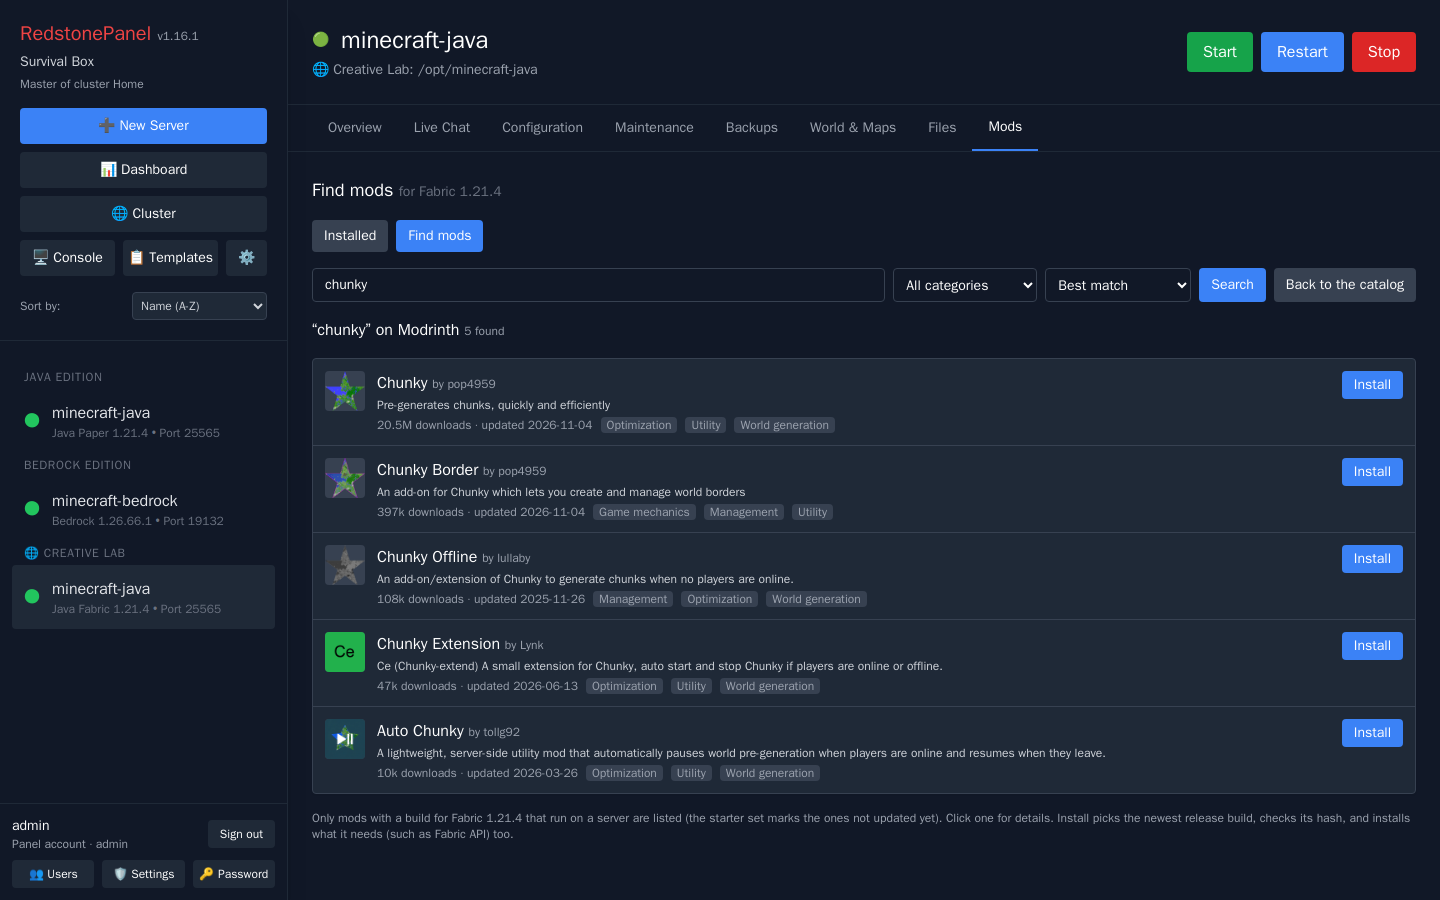 RedstonePanel v1.16.1
Survival Box
Master of cluster Home
➕ New Server
📊 Dashboard
🌐 Cluster
🖥️ Console
📋 Templates
⚙️
Sort by:
Name (A-Z)
JAVA EDITION
minecraft-java
Java Paper 1.21.4 • Port 25565
BEDROCK EDITION
minecraft-bedrock
Bedrock 1.26.66.1 • Port 19132
🌐 CREATIVE LAB
minecraft-java
Java Fabric 1.21.4 • Port 25565
admin
Panel account · admin
Sign out
👥 Users
🛡️ Settings
🔑 Password
minecraft-java
🌐 Creative Lab: /opt/minecraft-java
Start
Restart
Stop
Overview
Live Chat
Configuration
Maintenance
Backups
World & Maps
Files
Mods
Find mods for Fabric 1.21.4
Installed
Find mods
chunky
All categories
Best match
Search
Back to the catalog
“chunky” on Modrinth 5 found
Chunky by pop4959
Pre-generates chunks, quickly and efficiently
20.5M downloads · updated 2026-11-04 Optimization Utility World generation
Install
Chunky Border by pop4959
An add-on for Chunky which lets you create and manage world borders
397k downloads · updated 2026-11-04 Game mechanics Management Utility
Install
Chunky Offline by lullaby
An add-on/extension of Chunky to generate chunks when no players are online.
108k downloads · updated 2025-11-26 Management Optimization World generation
Install
Ce
Chunky Extension by Lynk
Ce (Chunky-extend) A small extension for Chunky, auto start and stop Chunky if players are online or offline.
47k downloads · updated 2026-06-13 Optimization Utility World generation
Install
Auto Chunky by tollg92
A lightweight, server-side utility mod that automatically pauses world pre-generation when players are online and resumes when they leave.
10k downloads · updated 2026-03-26 Optimization Utility World generation
Install
Only mods with a build for Fabric 1.21.4 that run on a server are listed (the starter set marks the ones not updated yet). Click one for details. Install picks the newest release build, checks its hash, and installs
what it needs (such as Fabric API) too.